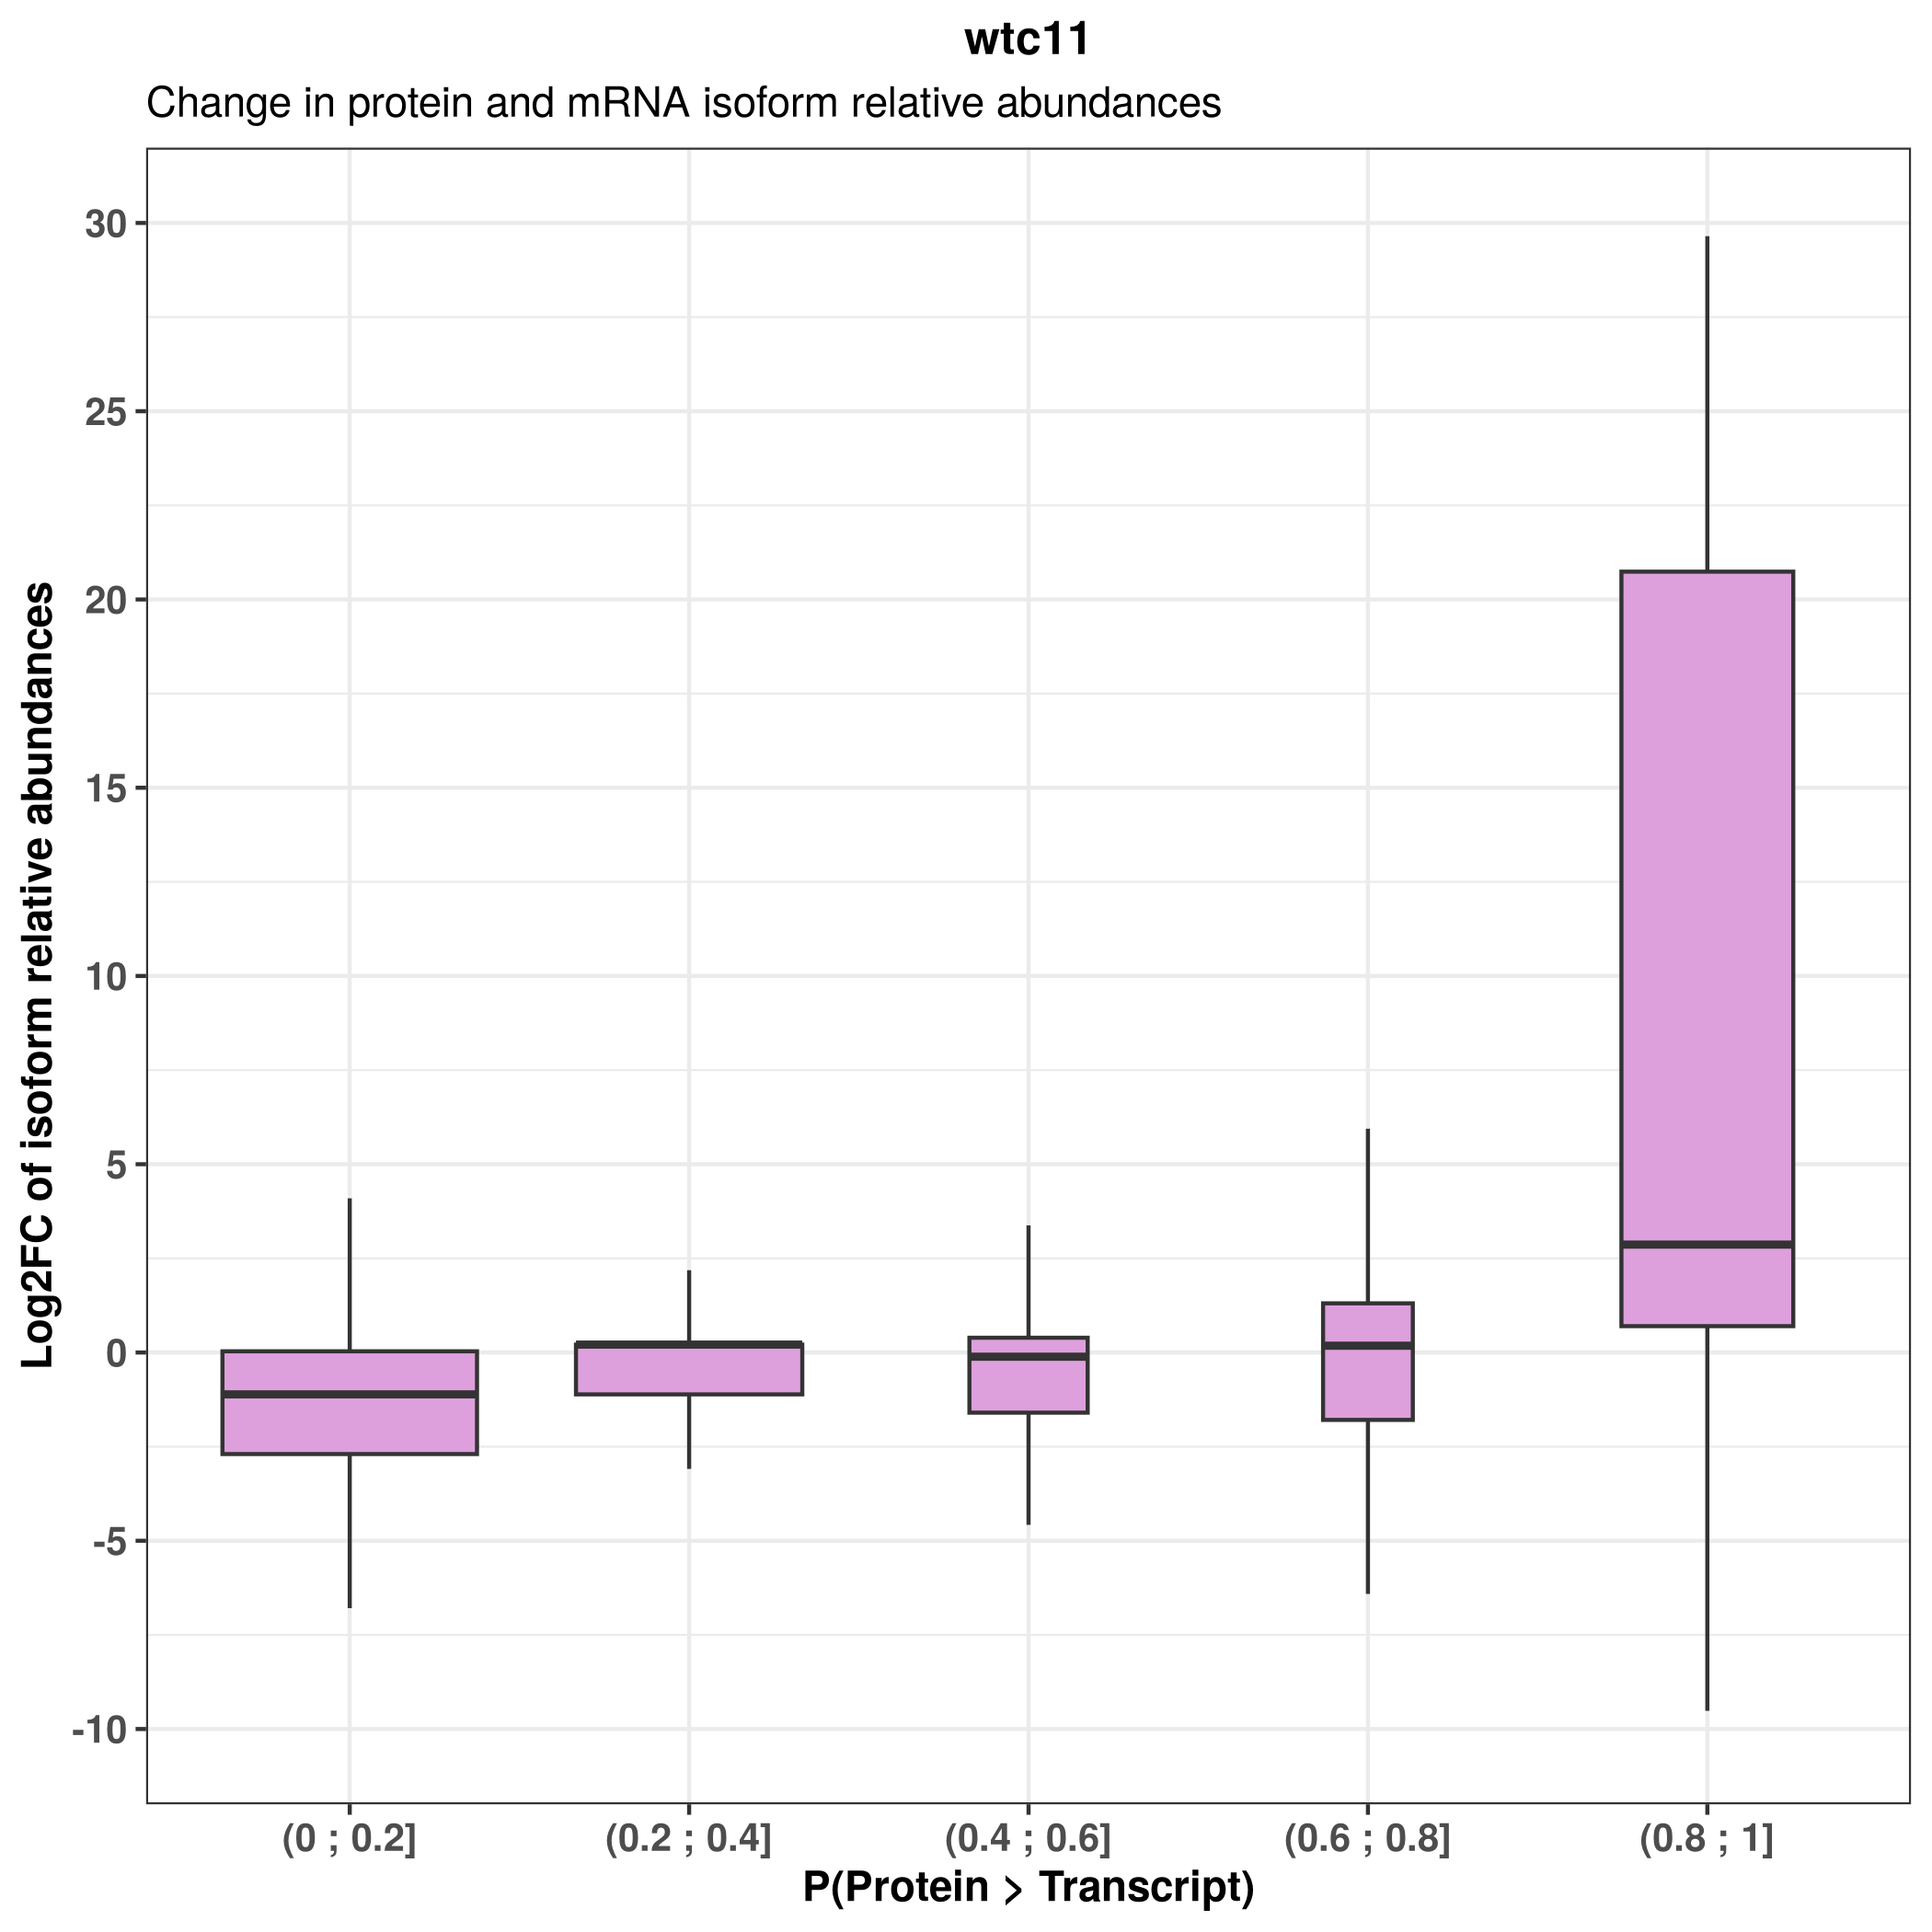 wtc11
Change in protein and mRNA isoform relative abundances
Log2FC of isoform relative abundances
30
25
20
15
10
5
0
-5
-10
(0 ; 0.2]
(0.2 ; 0.4]
(0.4 ; 0.6]
(0.6 ; 0.8]
(0.8 ; 1]
P(Protein > Transcript)